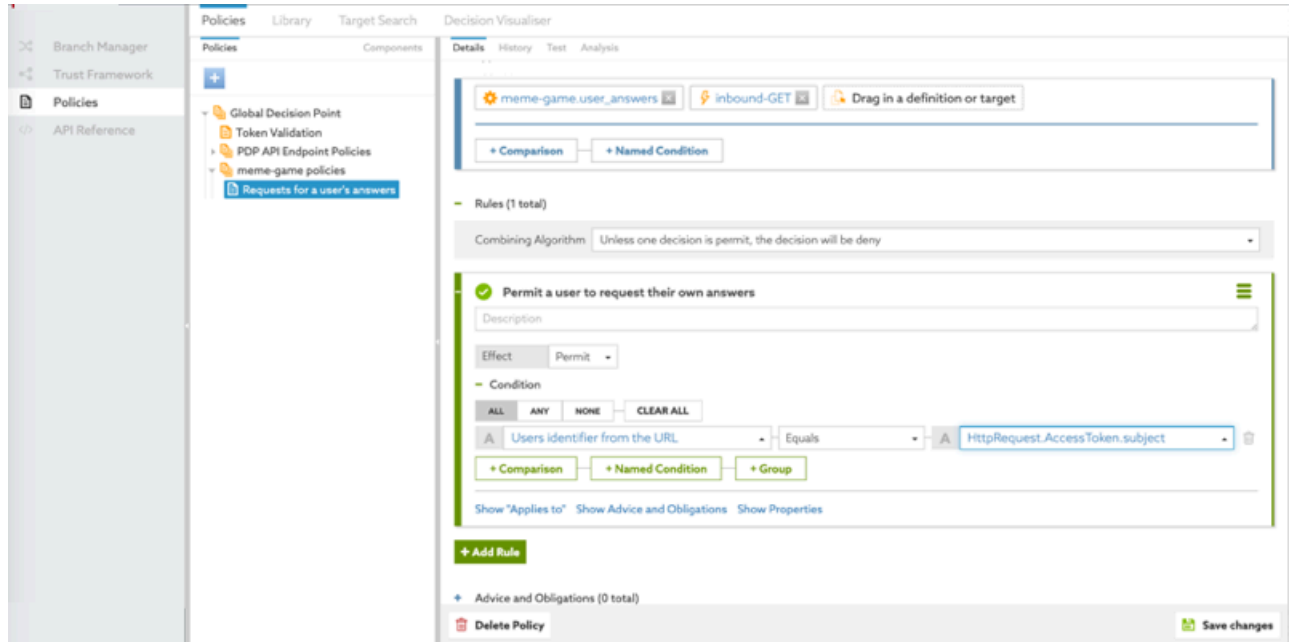 Policies Library Target Search Decision Visualiser
Branch Manager
Trust Framework
Policies
API Reference
Policies Components
Global Decision Point
Token Validation
PDP API Endpoint Policies
meme-game policies
Requests for a user's answers
Details History Test Analysis
meme-game.user_answers inbound-GET Drag in a definition or target
+ Comparison + Named Condition
Rules (1 total)
Combining Algorithm Unless one decision is permit, the decision will be deny
Permit a user to request their own answers
Description
Effect Permit
Condition
ALL ANY NONE CLEAR ALL
A Users identifier from the URL Equals A HttpRequest.AccessToken.subject
+ Comparison + Named Condition + Group
Show "Applies to" Show Advice and Obligations Show Properties
+ Add Rule
+ Advice and Obligations (0 total)
Delete Policy Save changes